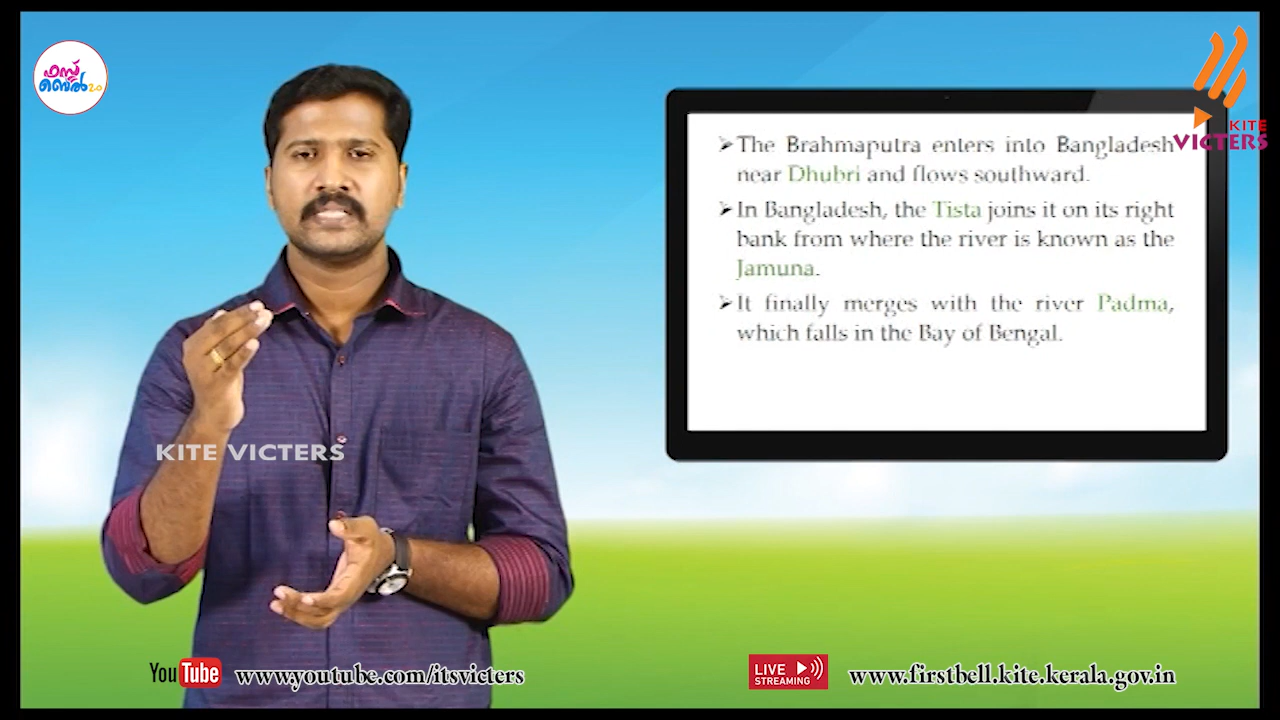 ഫസ്റ്റ്
ബെൽ 2.0
KITE
VICTERS
➢The Brahmaputra enters into Bangladesh
near Dhubri and flows southward.
➢In Bangladesh, the Tista joins it on its right
bank from where the river is known as the
Jamuna.
➢It finally merges with the river Padma,
which falls in the Bay of Bengal.
KITE VICTERS
YouTube www.youtube.com/itsvicters
LIVE
STREAMING
www.firstbell.kite.kerala.gov.in